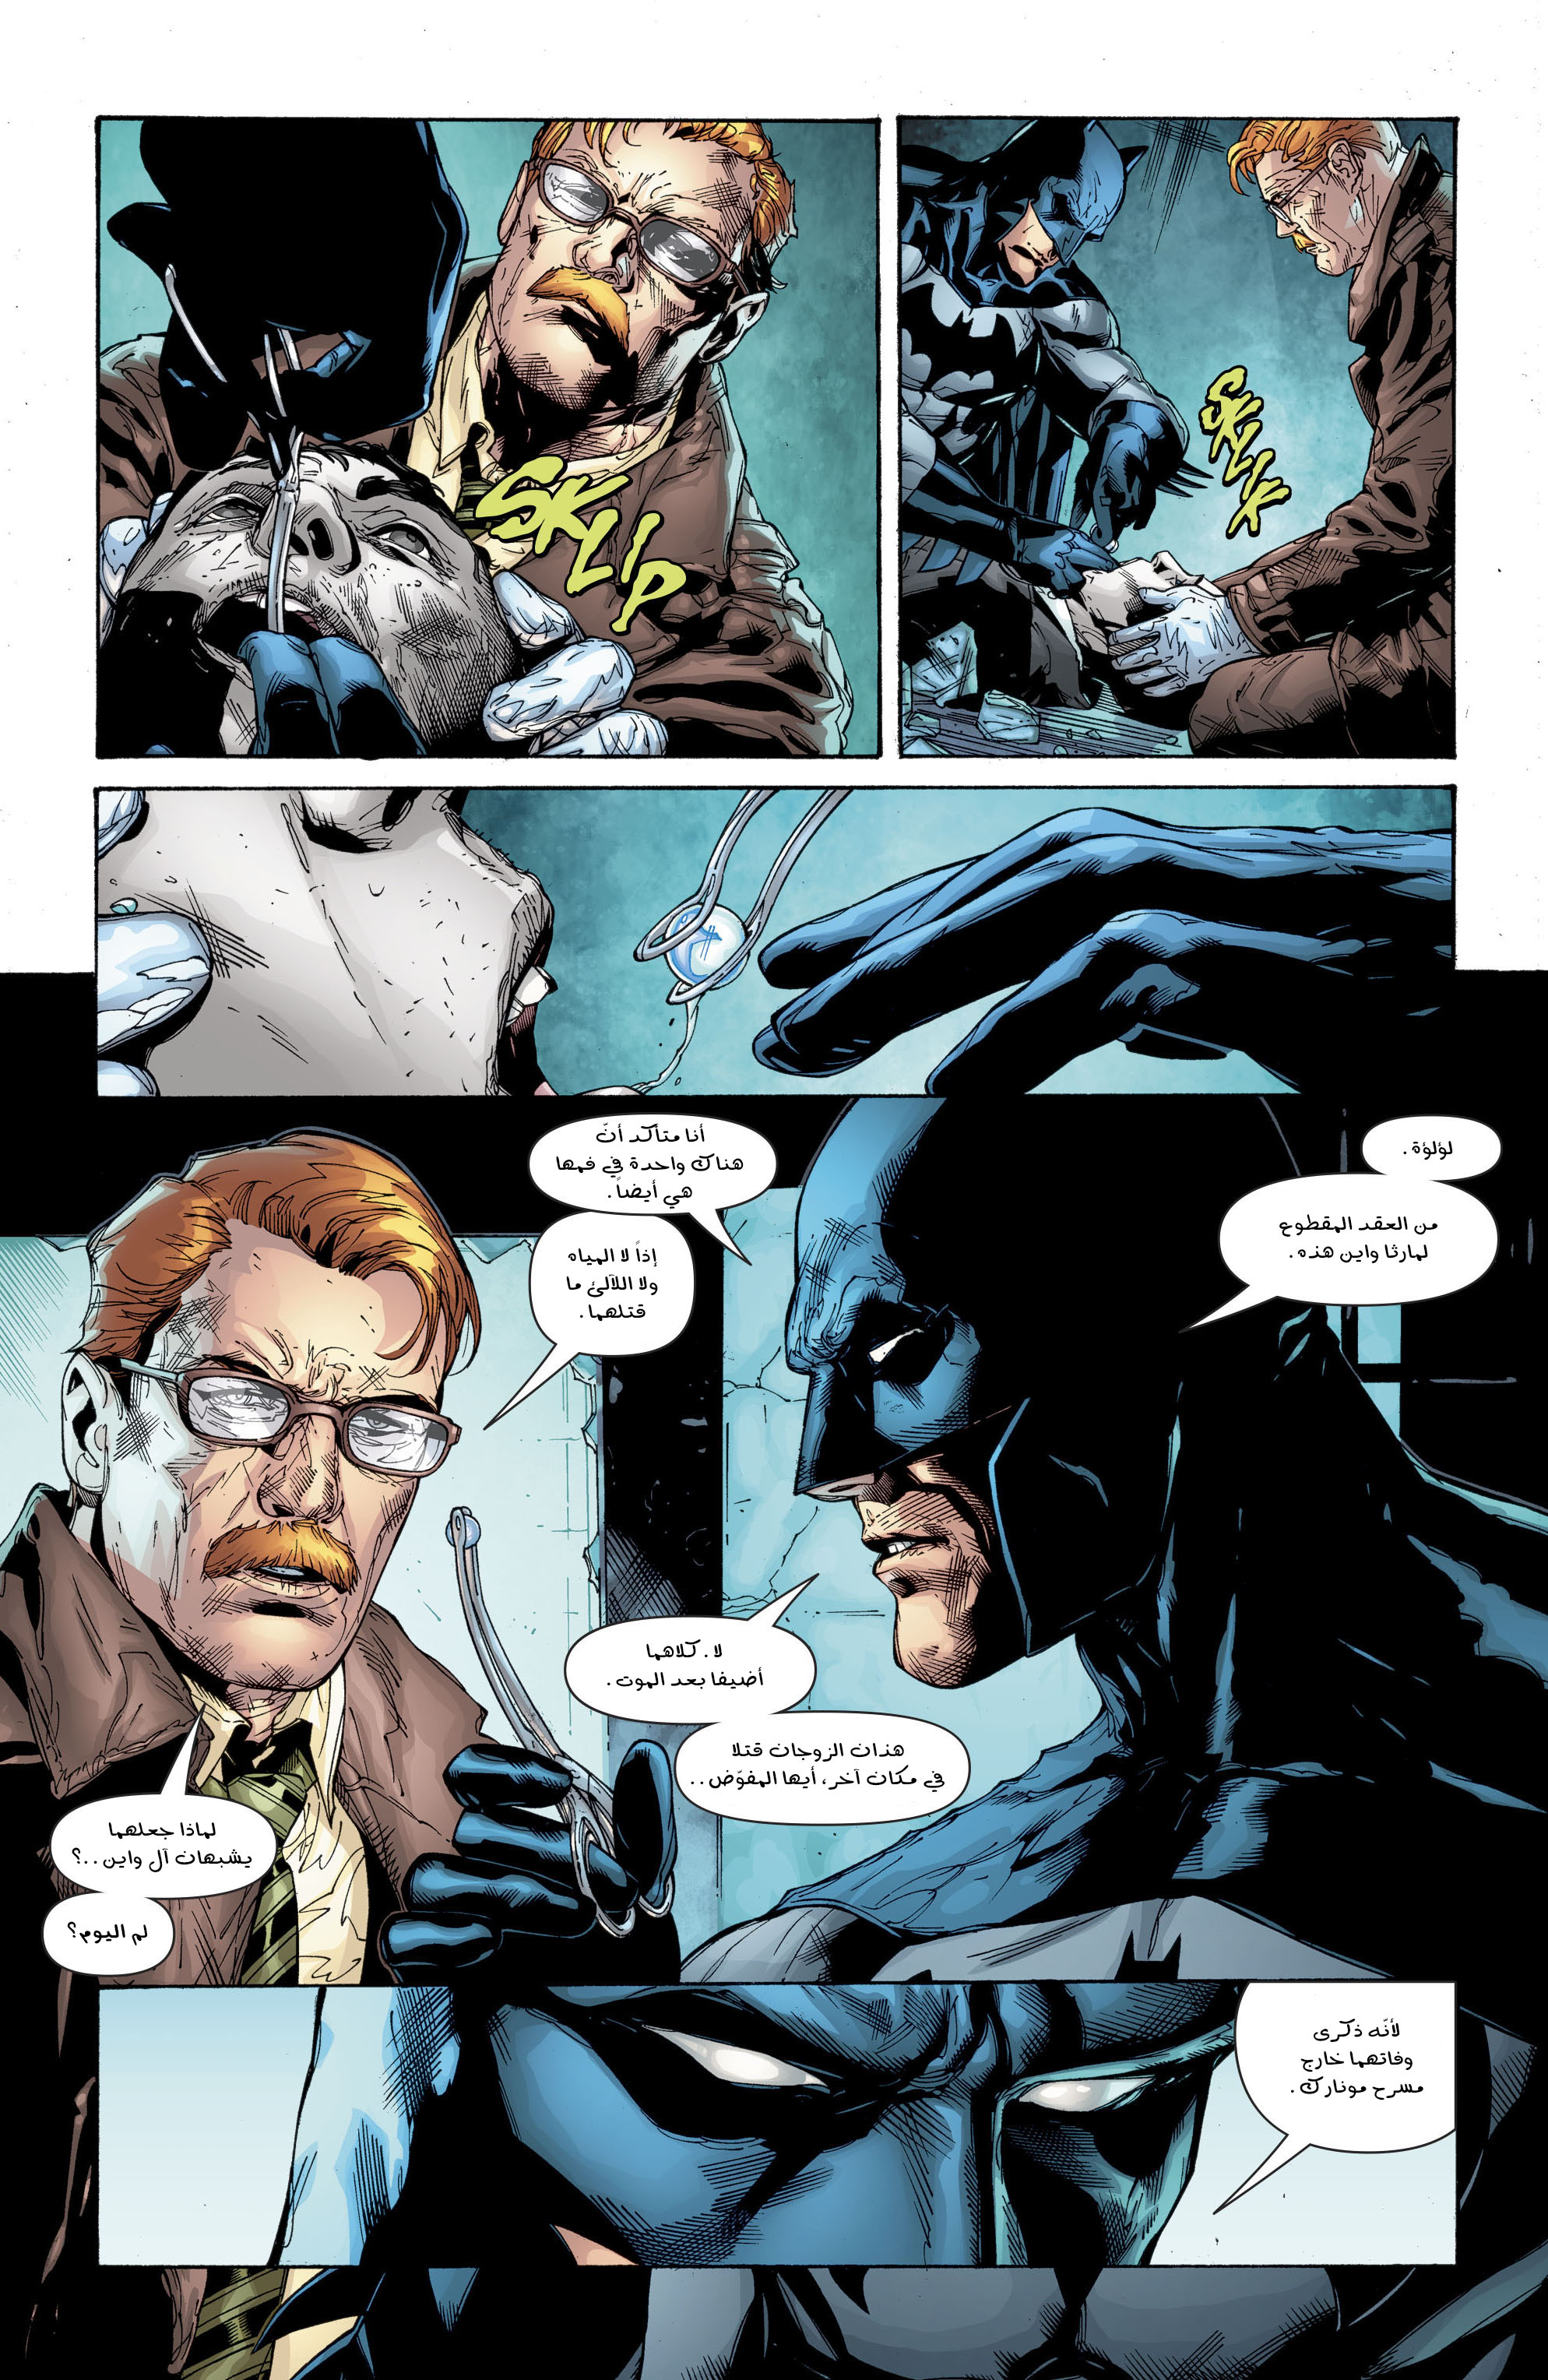 SKLIP
SKLIK
لؤلؤة.
من العقد المقطوع
لمارثا واين هذه.
أنا متأكد أنّ
هناك واحدة في فمها
هي أيضاً.
إذاً لا المياه
ولا اللآلئ ما
قتلهما.
لا. كلاهما
أضيفا بعد الموت.
هذان الزوجان قتلا
في مكان آخر، أيها المفوّض..
لماذا جعلهما
يشبهان آل واين..؟
لم اليوم؟
لأنّه ذكرى
وفاتهما خارج
مسرح مونارك.